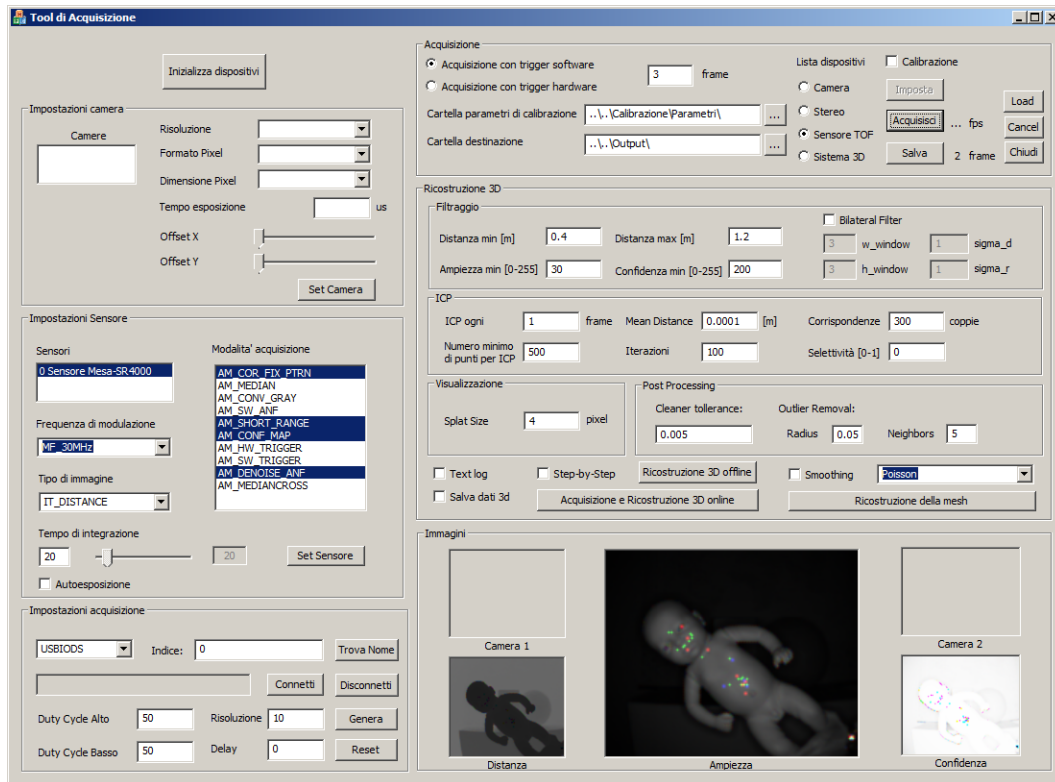 Tool di Acquisizione
Inizializza dispositivi
Impostazioni camera
Camere
Risoluzione
Formato Pixel
Dimensione Pixel
Tempo esposizione us
Offset X
Offset Y
Set Camera
Impostazioni Sensore
Sensori
0 Sensore Mesa-SR4000
Modalita' acquisizione
AM_COR_FIX_PTRN
AM_MEDIAN
AM_CONV_GRAY
AM_SW_ANF
AM_SHORT_RANGE
AM_CONF_MAP
AM_HW_TRIGGER
AM_SW_TRIGGER
AM_DENOISE_ANF
AM_MEDIANCROSS
Frequenza di modulazione
MF_30MHz
Tipo di immagine
IT_DISTANCE
Tempo di integrazione
20 20 Set Sensore
Autoesposizione
Impostazioni acquisizione
USBIODS Indice: 0 Trova Nome
Connetti Disconnetti
Duty Cycle Alto 50 Risoluzione 10 Genera
Duty Cycle Basso 50 Delay 0 Reset
Acquisizione
Acquisizione con trigger software
Acquisizione con trigger hardware
3 frame
Cartella parametri di calibrazione ..\..\Calibrazione\Parametri\ ...
Cartella destinazione ..\..\Output\ ...
Lista dispositivi
Camera
Stereo
Sensore TOF
Sistema 3D
Calibrazione
Imposta
Acquisisci ... fps
Salva 2 frame
Load
Cancel
Chiudi
Ricostruzione 3D
Filtraggio
Distanza min [m] 0.4 Distanza max [m] 1.2
Ampiezza min [0-255] 30 Confidenza min [0-255] 200
Bilateral Filter
3 w_window 1 sigma_d
3 h_window 1 sigma_r
ICP
ICP ogni 1 frame Mean Distance 0.0001 [m] Corrispondenze 300 coppie
Numero minimo
di punti per ICP 500 Iterazioni 100 Selettività [0-1] 0
Visualizzazione
Splat Size 4 pixel
Post Processing
Cleaner tollerance: Outlier Removal:
0.005 Radius 0.05 Neighbors 5
Text log Step-by-Step Ricostruzione 3D offline Smoothing Poisson
Salva dati 3d Acquisizione e Ricostruzione 3D online Ricostruzione della mesh
Immagini
Camera 1
Camera 2
Distanza
Ampiezza
Confidenza